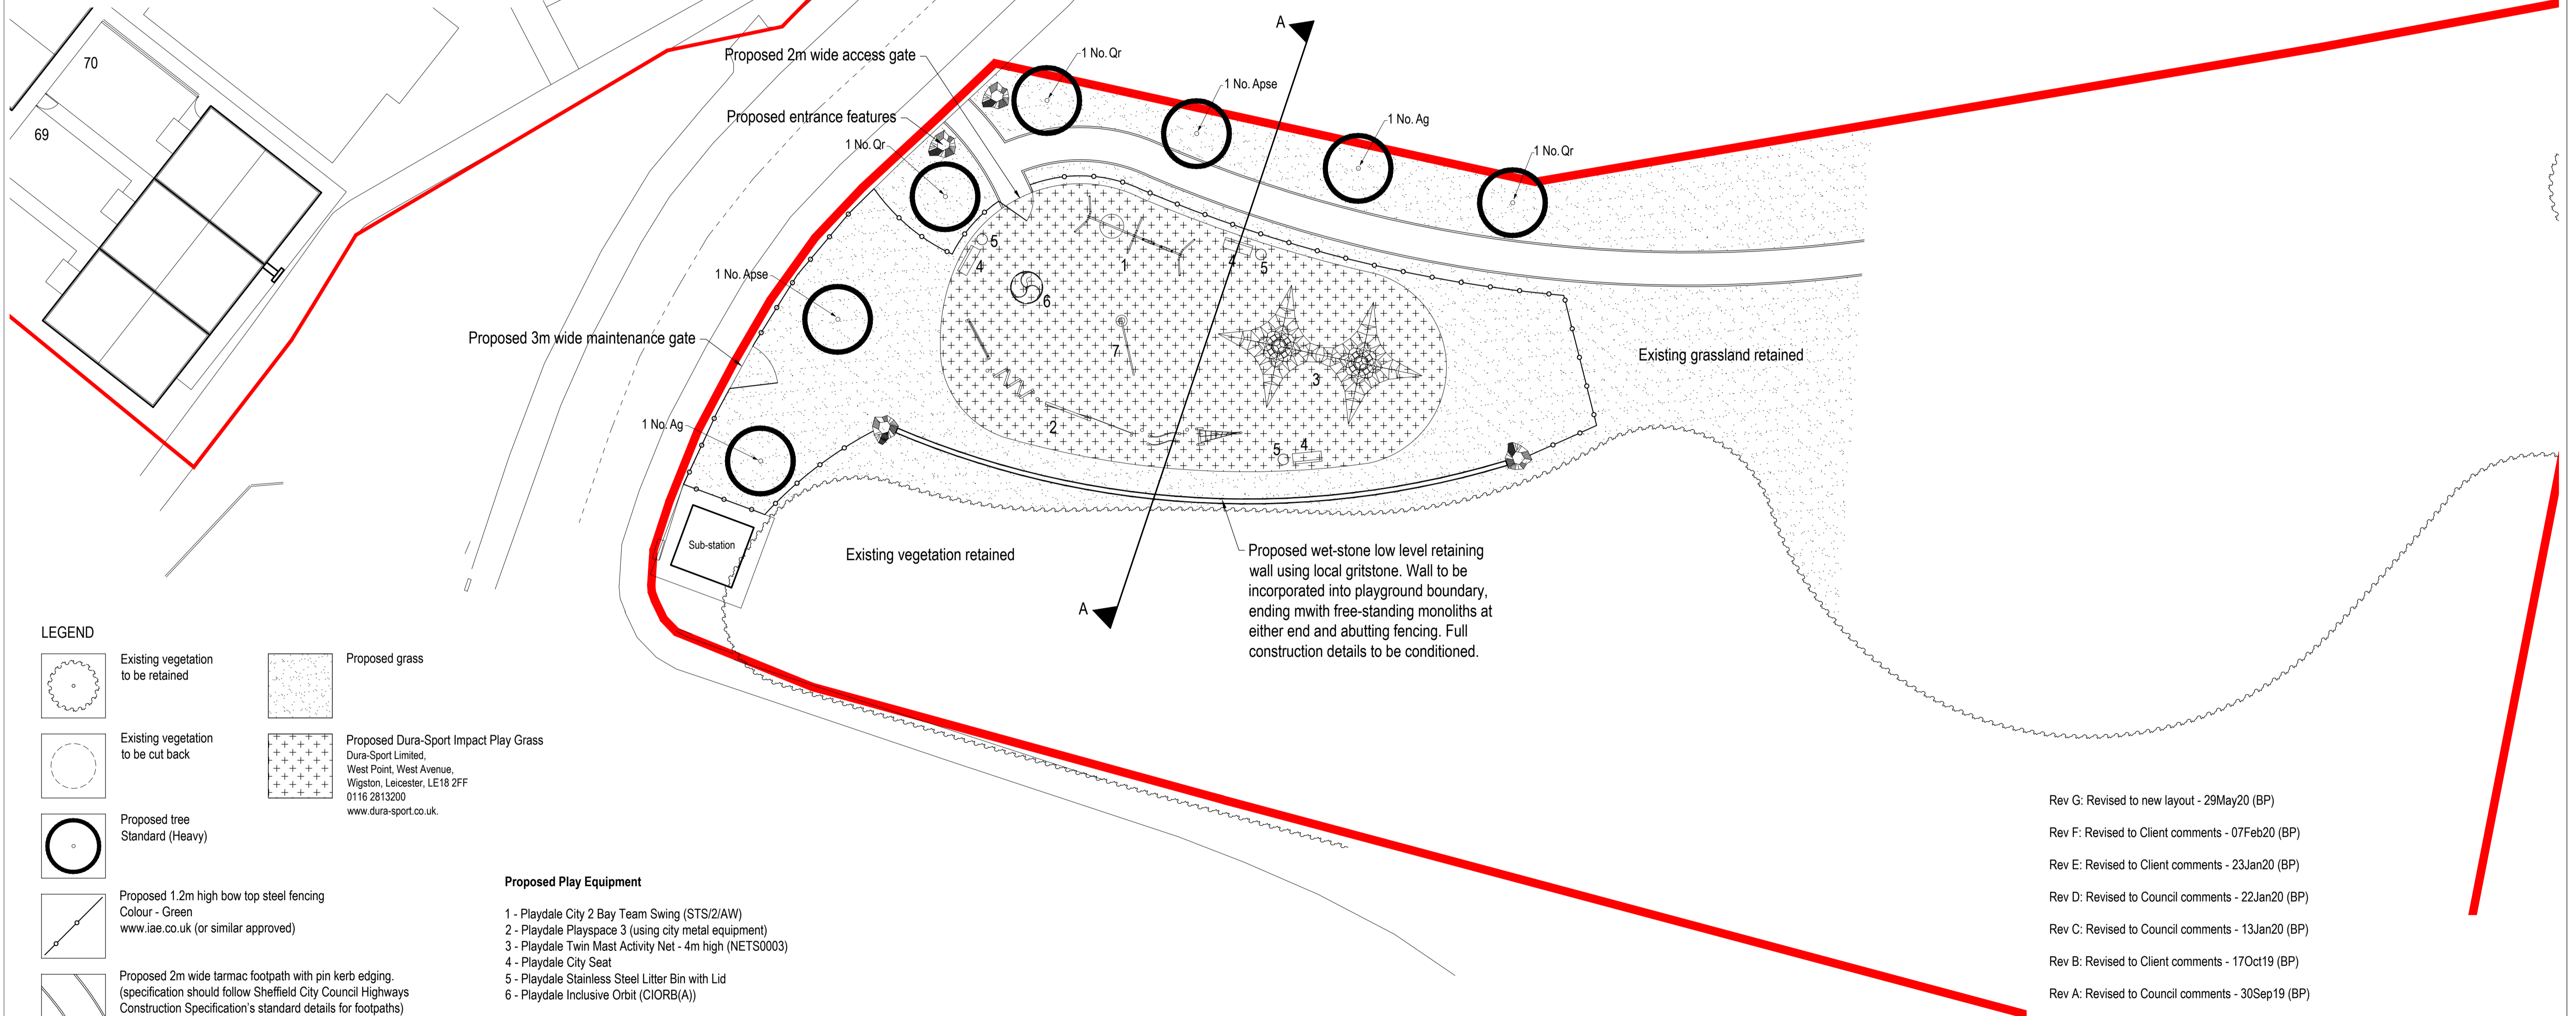 70
69
A
Proposed 2m wide access gate
1 No. Qr
1 No. Apse
Proposed entrance features
1 No. Ag
1 No. Qr
1 No. Qr
5
4
1
4
5
6
1 No. Apse
7
Proposed 3m wide maintenance gate
3
Existing grassland retained
2
1 No. Ag
5
4
Sub-station
Existing vegetation retained
A
Proposed wet-stone low level retaining
wall using local gritstone. Wall to be
incorporated into playground boundary,
ending mwith free-standing monoliths at
either end and abutting fencing. Full
construction details to be conditioned.
LEGEND
Existing vegetation
to be retained
Proposed grass
Existing vegetation
to be cut back
Proposed Dura-Sport Impact Play Grass
Dura-Sport Limited,
West Point, West Avenue,
Wigston, Leicester, LE18 2FF
0116 2813200
www.dura-sport.co.uk.
Proposed tree
Standard (Heavy)
Proposed 1.2m high bow top steel fencing
Colour - Green
www.iae.co.uk (or similar approved)
Proposed 2m wide tarmac footpath with pin kerb edging.
(specification should follow Sheffield City Council Highways
Construction Specification's standard details for footpaths)
Proposed Play Equipment
1 - Playdale City 2 Bay Team Swing (STS/2/AW)
2 - Playdale Playspace 3 (using city metal equipment)
3 - Playdale Twin Mast Activity Net - 4m high (NETS0003)
4 - Playdale City Seat
5 - Playdale Stainless Steel Litter Bin with Lid
6 - Playdale Inclusive Orbit (CIORB(A))
Rev G: Revised to new layout - 29May20 (BP)
Rev F: Revised to Client comments - 07Feb20 (BP)
Rev E: Revised to Client comments - 23Jan20 (BP)
Rev D: Revised to Council comments - 22Jan20 (BP)
Rev C: Revised to Council comments - 13Jan20 (BP)
Rev B: Revised to Client comments - 17Oct19 (BP)
Rev A: Revised to Council comments - 30Sep19 (BP)